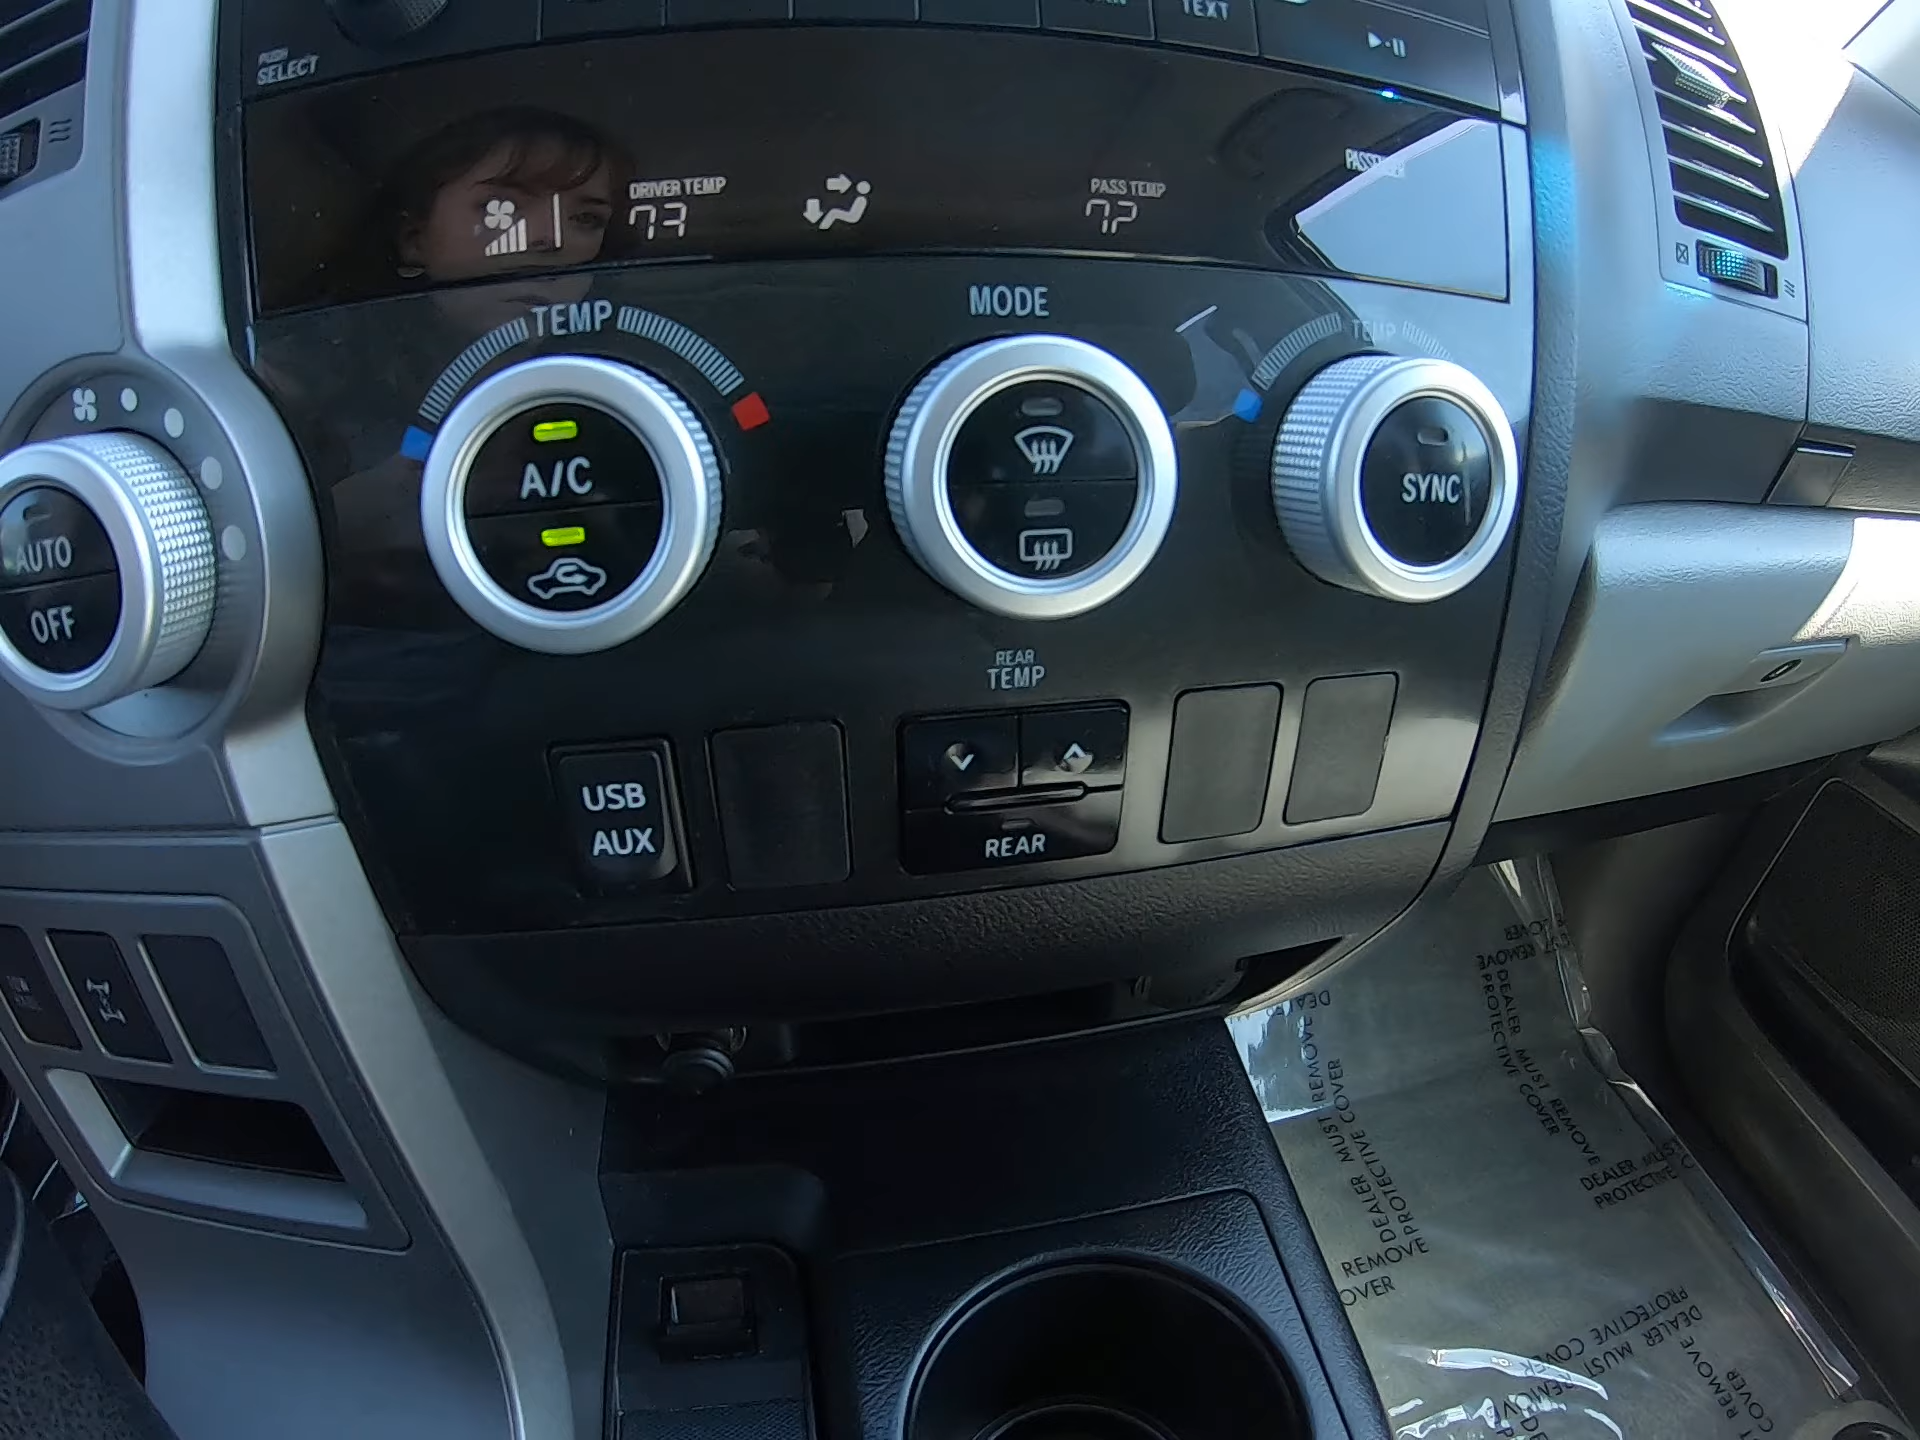 TEXT
PUSH
SELECT
DRIVER TEMP
73
PASS TEMP
72
TEMP
MODE
TEMP
A/C
SYNC
AUTO
OFF
REAR
TEMP
USB
AUX
REAR
DEALER MUST REMOVE
PROTECTIVE COVER
DEALER MUST REMOVE
PROTECTIVE COVER
DEALER MUST
PROTECTIVE
REMOVE
OVER
DEALER MUST
PROTECTIVE COVER
DEALER
REMOVE
COVER